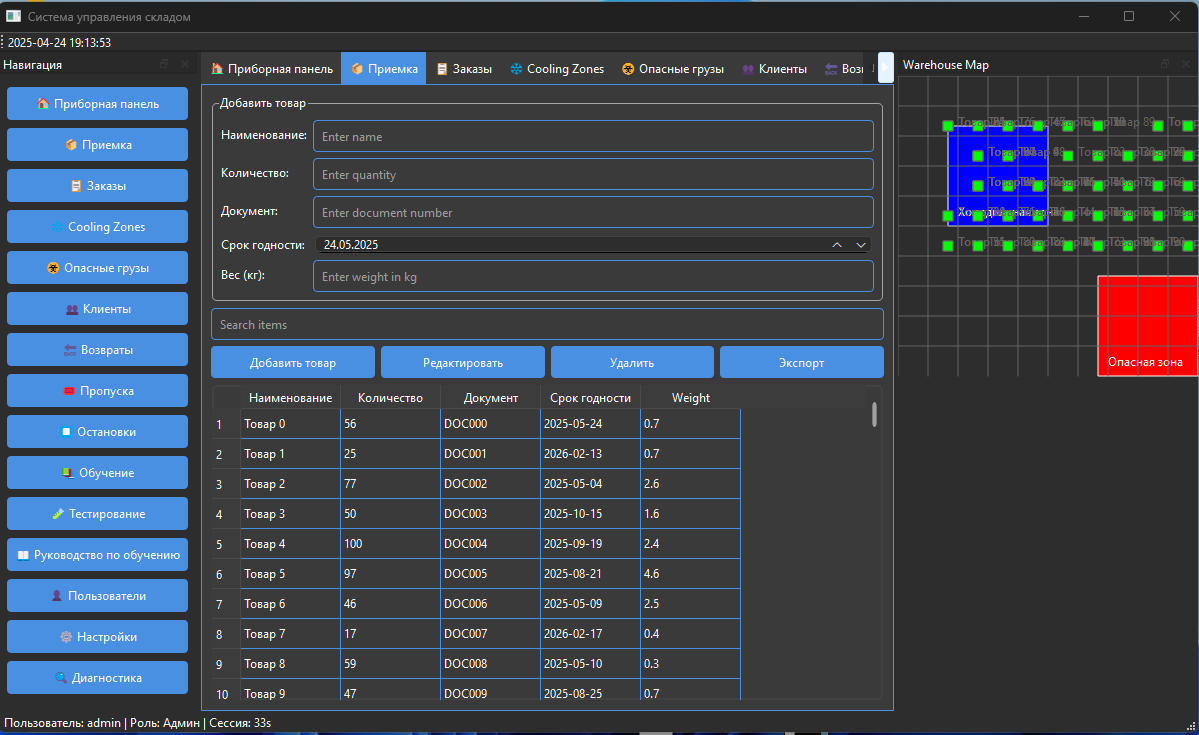 Система управления складом
2025-04-24 19:13:53
Навигация
Приборная панель
Приемка
Заказы
Cooling Zones
Опасные грузы
Клиенты
Возвраты
Пропуска
Остановки
Обучение
Тестирование
Руководство по обучению
Пользователи
Настройки
Диагностика
Приборная панель Приемка Заказы Cooling Zones Опасные грузы Клиенты
Добавить товар
Наименование: Enter name
Количество: Enter quantity
Документ: Enter document number
Срок годности: 24.05.2025
Вес (кг): Enter weight in kg
Search items
Добавить товар Редактировать Удалить Экспорт
Наименование Количество Документ Срок годности Weight
1 Товар 0 56 DOC000 2025-05-24 0.7
2 Товар 1 25 DOC001 2026-02-13 0.7
3 Товар 2 77 DOC002 2025-05-04 2.6
4 Товар 3 50 DOC003 2025-10-15 1.6
5 Товар 4 100 DOC004 2025-09-19 2.4
6 Товар 5 97 DOC005 2025-08-21 4.6
7 Товар 6 46 DOC006 2025-05-09 2.5
8 Товар 7 17 DOC007 2026-02-17 0.4
9 Товар 8 59 DOC008 2025-05-10 0.3
10 Товар 9 47 DOC009 2025-08-25 0.7
Warehouse Map
Опасная зона
Пользователь: admin | Роль: Админ | Сессия: 33s